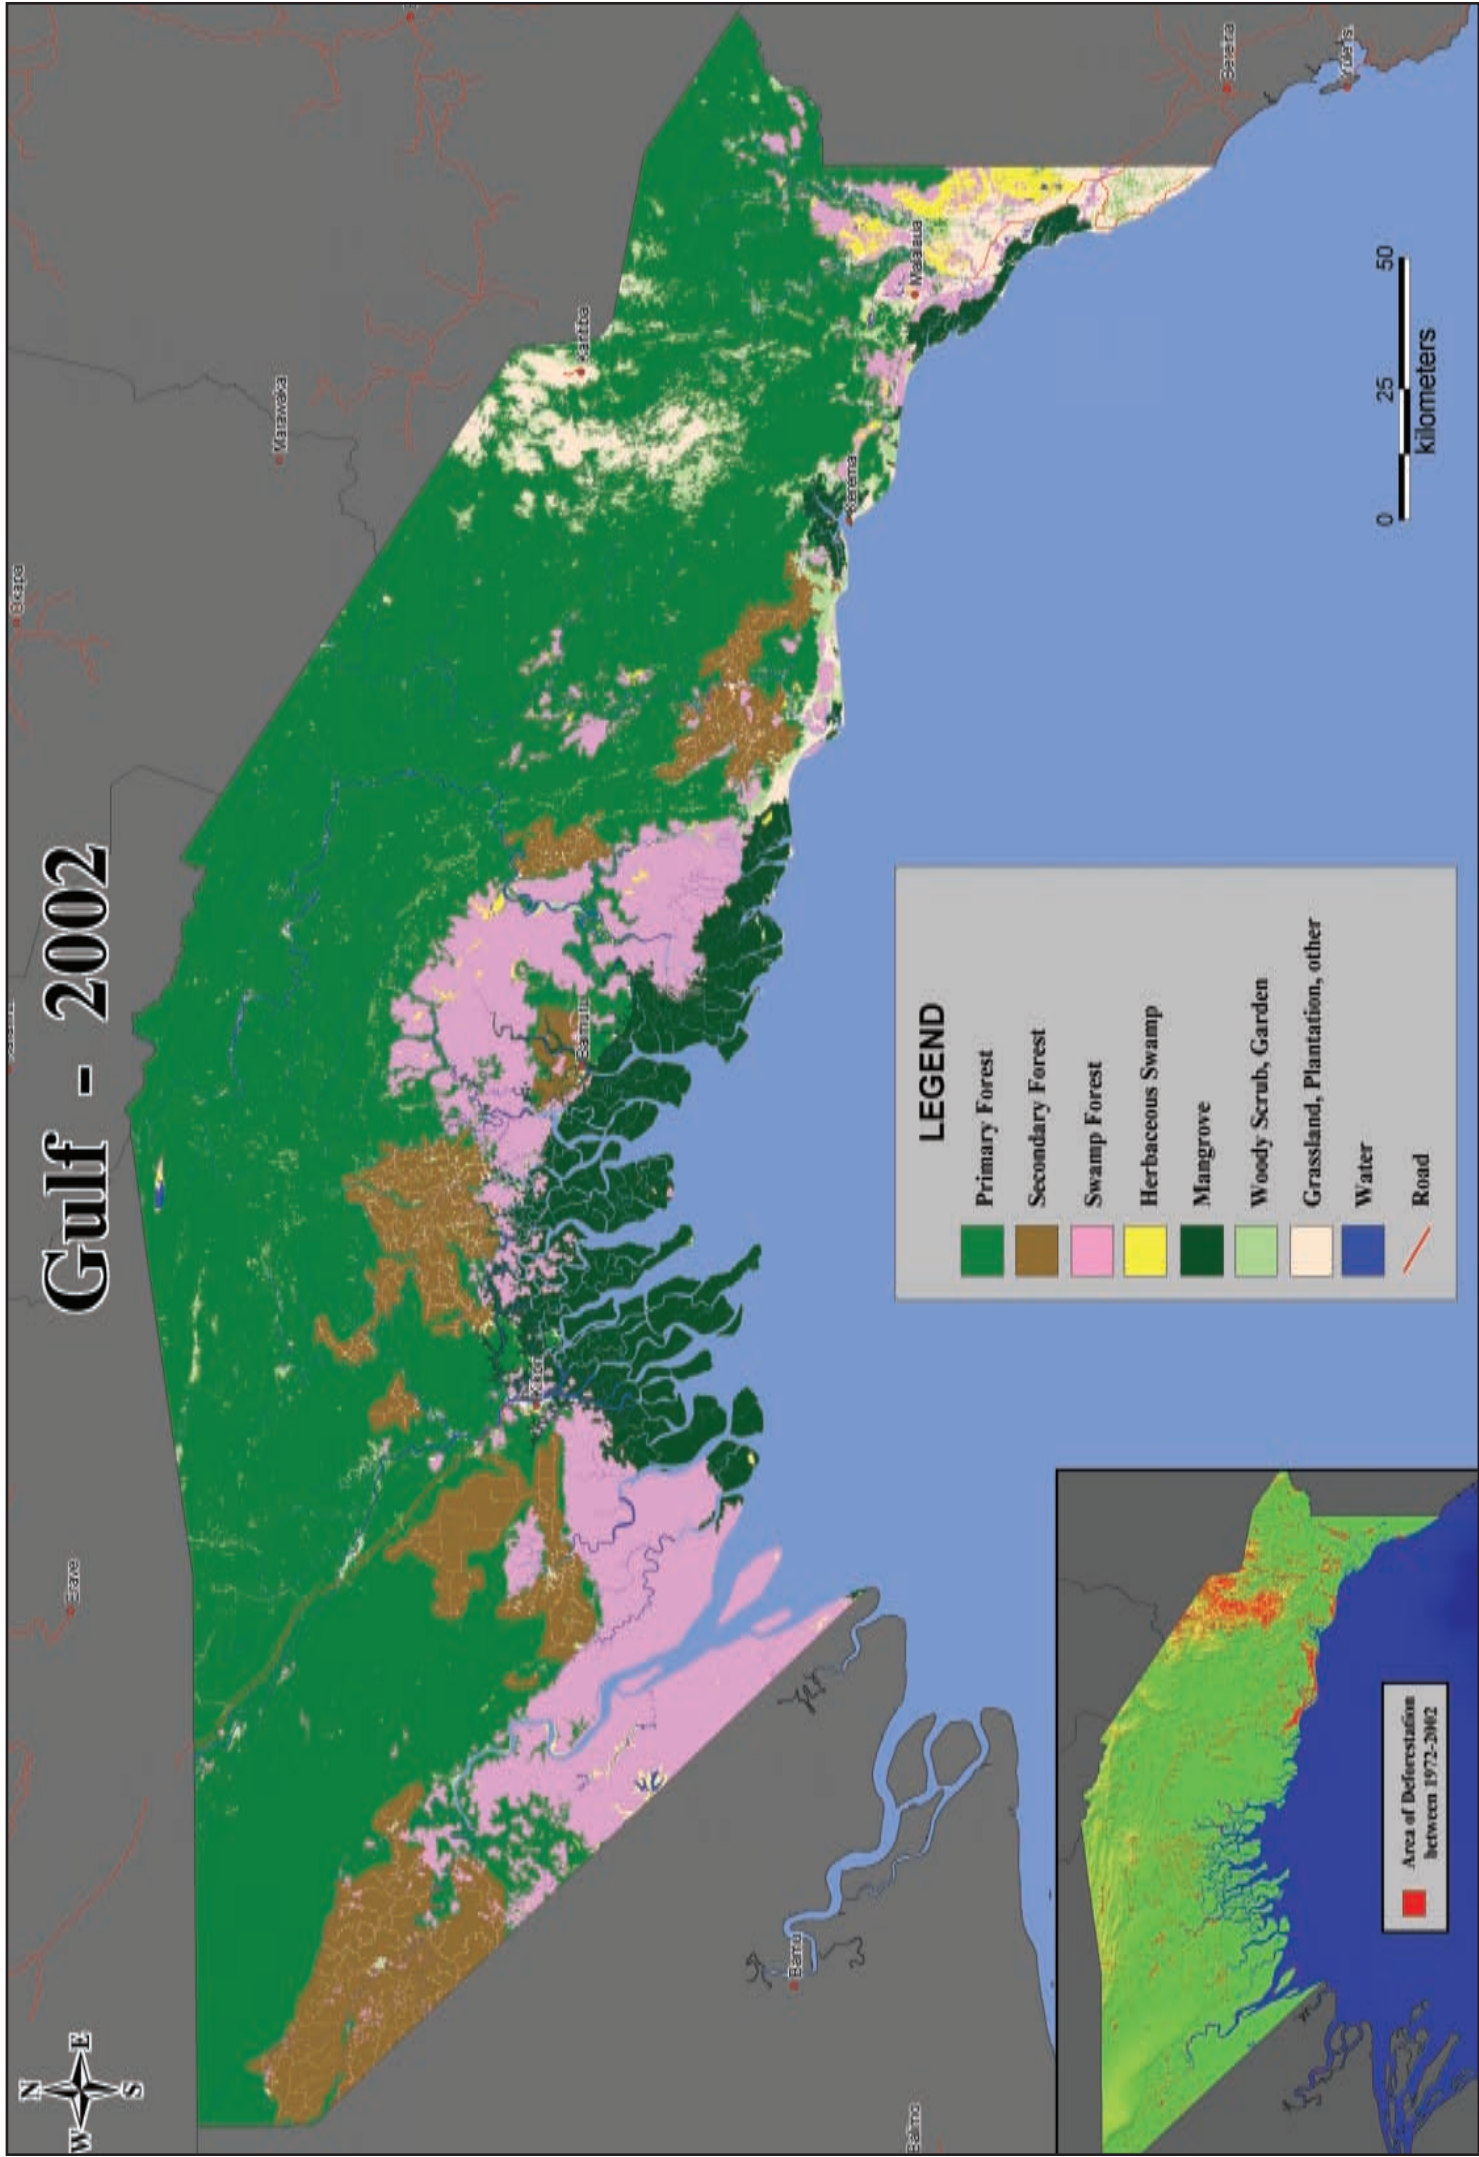 Gulf - 2002
N
W
E
S
Erave
Marawaka
Okapa
Kaintiba
Bereina
Malalaua
Kerema
Baimuru
Kikori
Bamu
Balimo
LEGEND
Primary Forest
Secondary Forest
Swamp Forest
Herbaceous Swamp
Mangrove
Woody Scrub, Garden
Grassland, Plantation, other
Water
Road
0 25 50
kilometers
Area of Deforestation
between 1972-2002